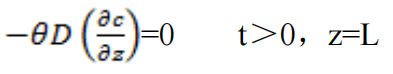 −θD (∂c/∂z)=0 t＞0，z=L